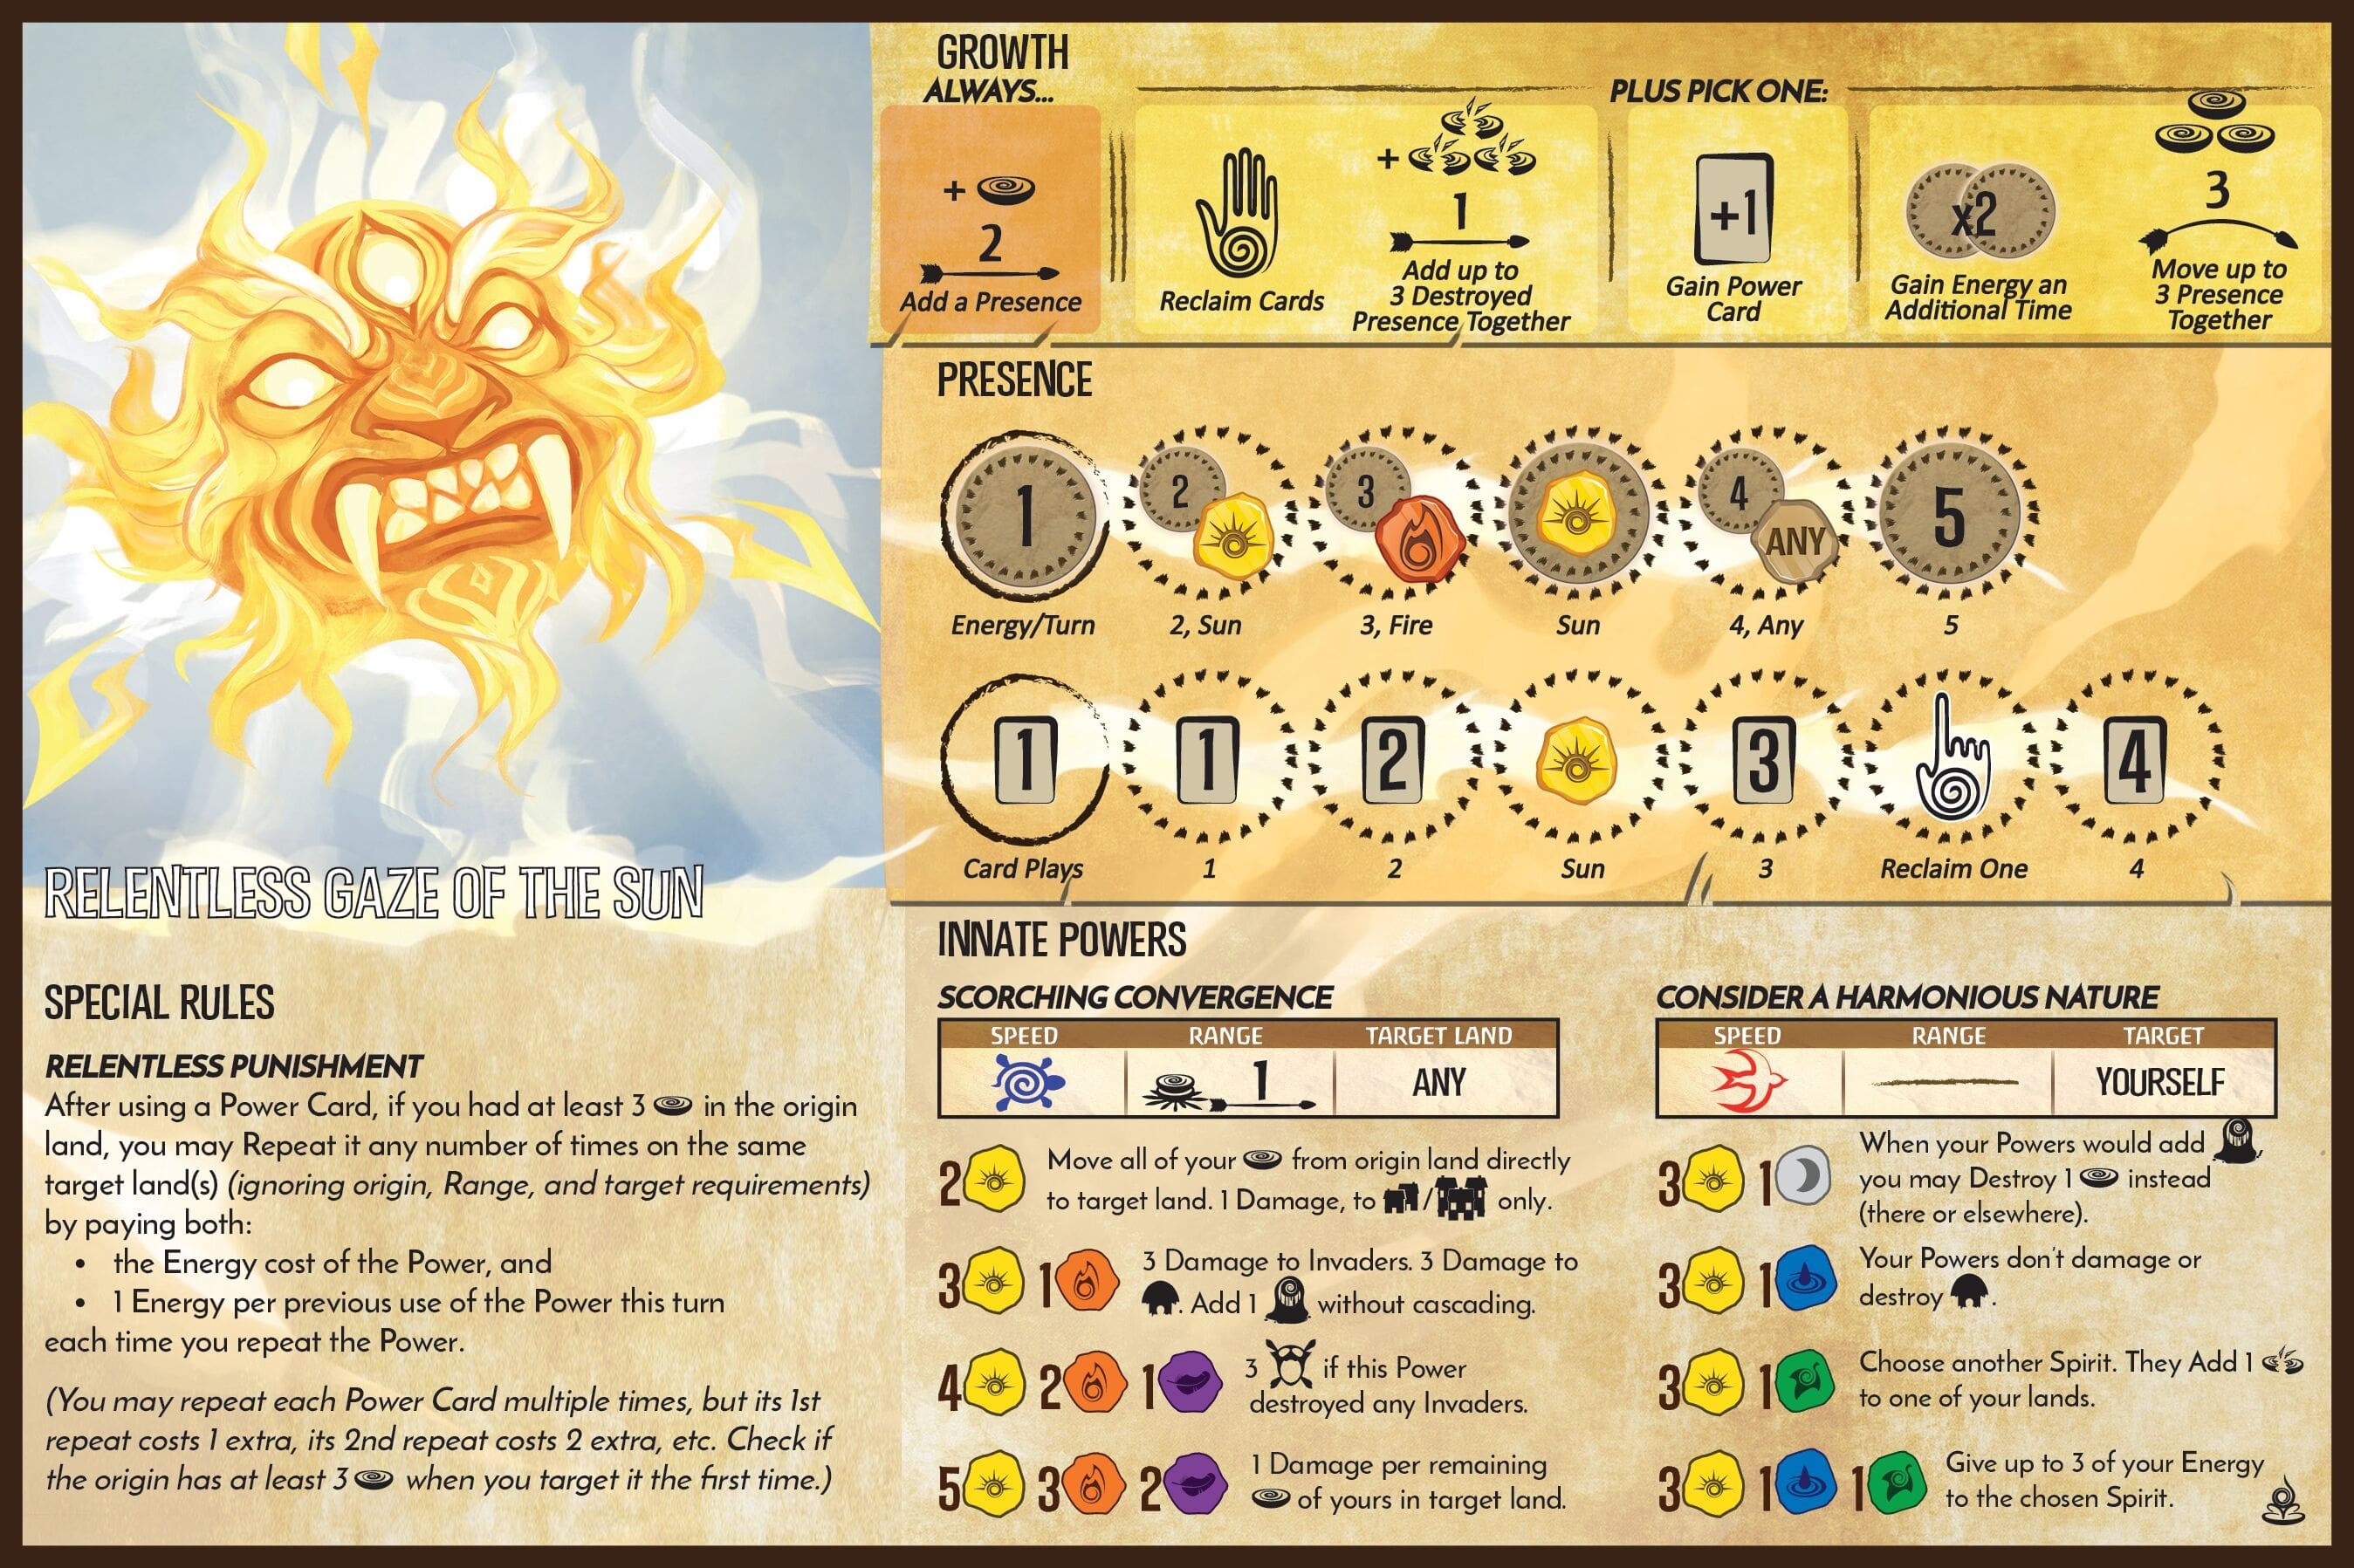 GROWTH
ALWAYS...
PLUS PICK ONE:
+
2
Add a Presence
Reclaim Cards
+
1
Add up to
3 Destroyed
Presence Together
+1
Gain Power
Card
x2
Gain Energy an
Additional Time
3
Move up to
3 Presence
Together
PRESENCE
1
2
3
4
ANY
5
Energy/Turn
2, Sun
3, Fire
Sun
4, Any
5
1
1
2
3
4
Card Plays
1
2
Sun
3
Reclaim One
4
RELENTLESS GAZE OF THE SUN
SPECIAL RULES
RELENTLESS PUNISHMENT
After using a Power Card, if you had at least 3 in the origin
land, you may Repeat it any number of times on the same
target land(s) (ignoring origin, Range, and target requirements)
by paying both:
• the Energy cost of the Power, and
• 1 Energy per previous use of the Power this turn
each time you repeat the Power.
(You may repeat each Power Card multiple times, but its 1st
repeat costs 1 extra, its 2nd repeat costs 2 extra, etc. Check if
the origin has at least 3 when you target it the first time.)
INNATE POWERS
SCORCHING CONVERGENCE
SPEED RANGE TARGET LAND
1 ANY
2 Move all of your from origin land directly
to target land. 1 Damage, to / only.
3 1 3 Damage to Invaders. 3 Damage to
. Add 1 without cascading.
4 2 1 3 if this Power
destroyed any Invaders.
5 3 2 1 Damage per remaining
of yours in target land.
CONSIDER A HARMONIOUS NATURE
SPEED RANGE TARGET
YOURSELF
3 1 When your Powers would add ,
you may Destroy 1 instead
(there or elsewhere).
3 1 Your Powers don't damage or
destroy .
3 1 Choose another Spirit. They Add 1
to one of your lands.
3 1 1 Give up to 3 of your Energy
to the chosen Spirit.